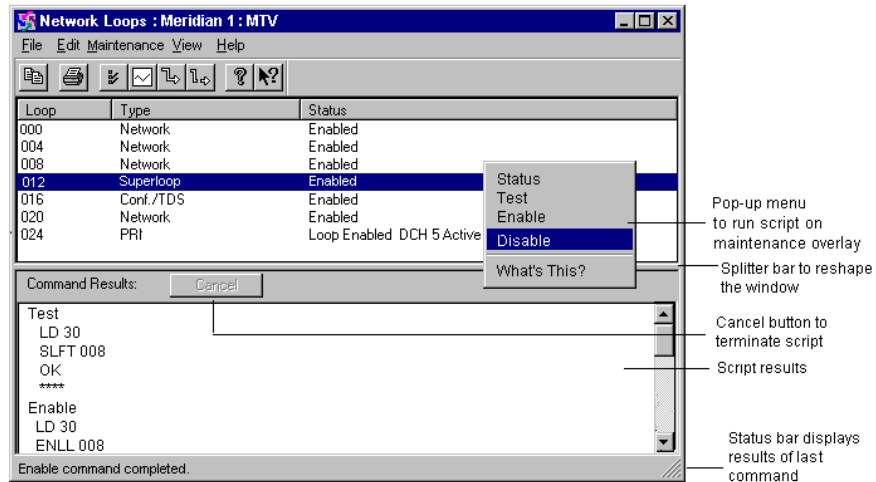 Network Loops : Meridian 1 : MTV
File Edit Maintenance View Help
Loop Type Status
000 Network Enabled
004 Network Enabled
008 Network Enabled
012 Superloop Enabled
016 Conf./TDS Enabled
020 Network Enabled
024 PRI Loop Enabled DCH 5 Active
Status
Test
Enable
Disable
What's This?
Pop-up menu
to run script on
maintenance overlay
Splitter bar to reshape
the window
Command Results: Cancel
Test
LD 30
SLFT 008
OK
****
Enable
LD 30
ENLL 008
Cancel button to
terminate script
Script results
Enable command completed.
Status bar displays
results of last
command